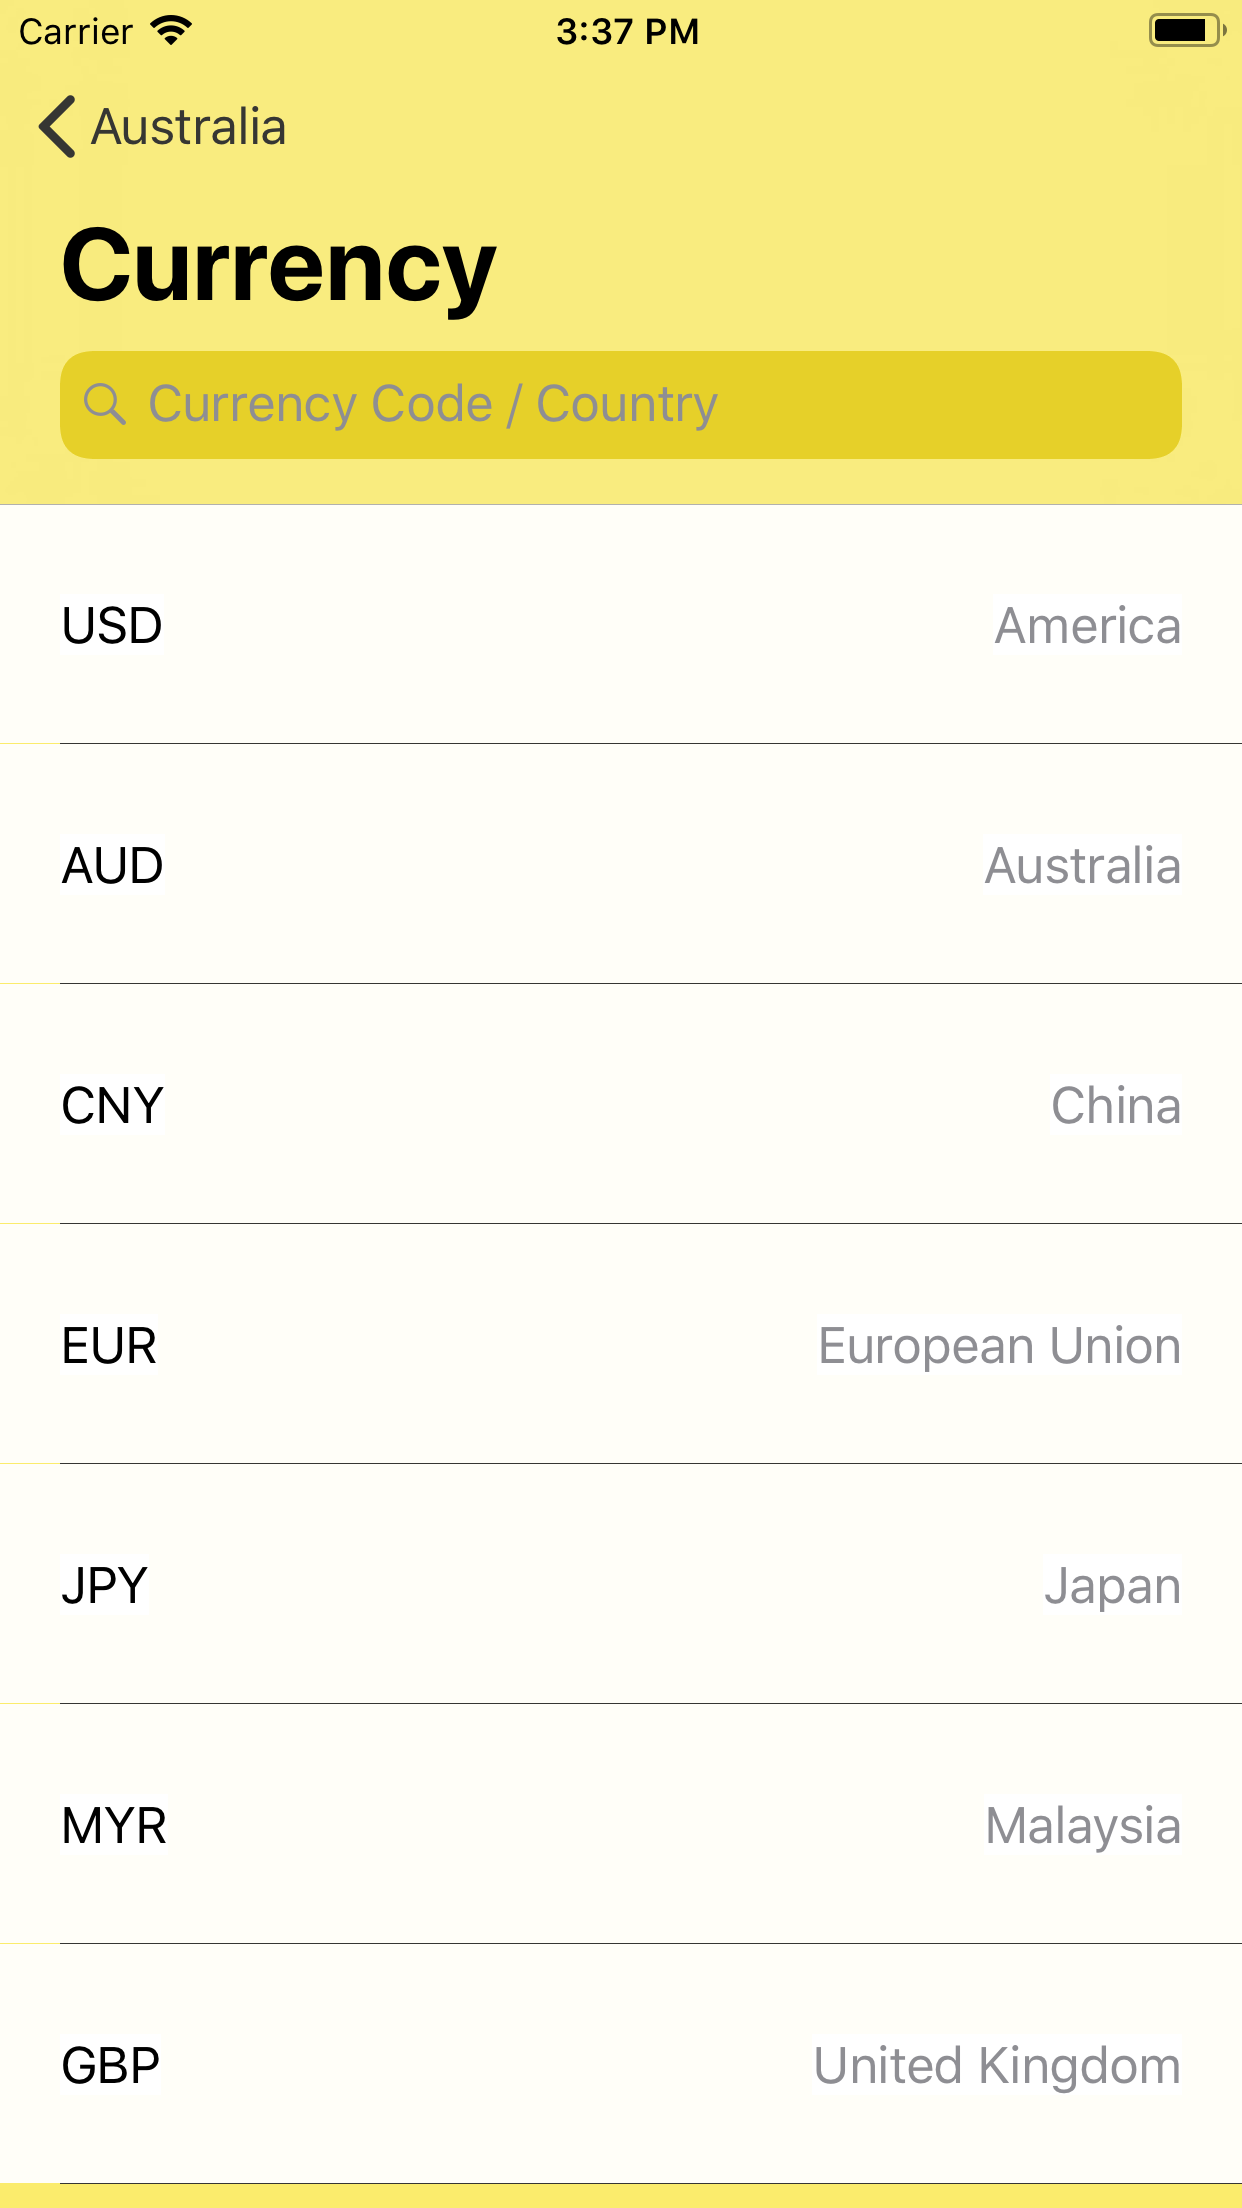 Carrier 3:37 PM
Australia
Currency
Currency Code / Country
USD America
AUD Australia
CNY China
EUR European Union
JPY Japan
MYR Malaysia
GBP United Kingdom